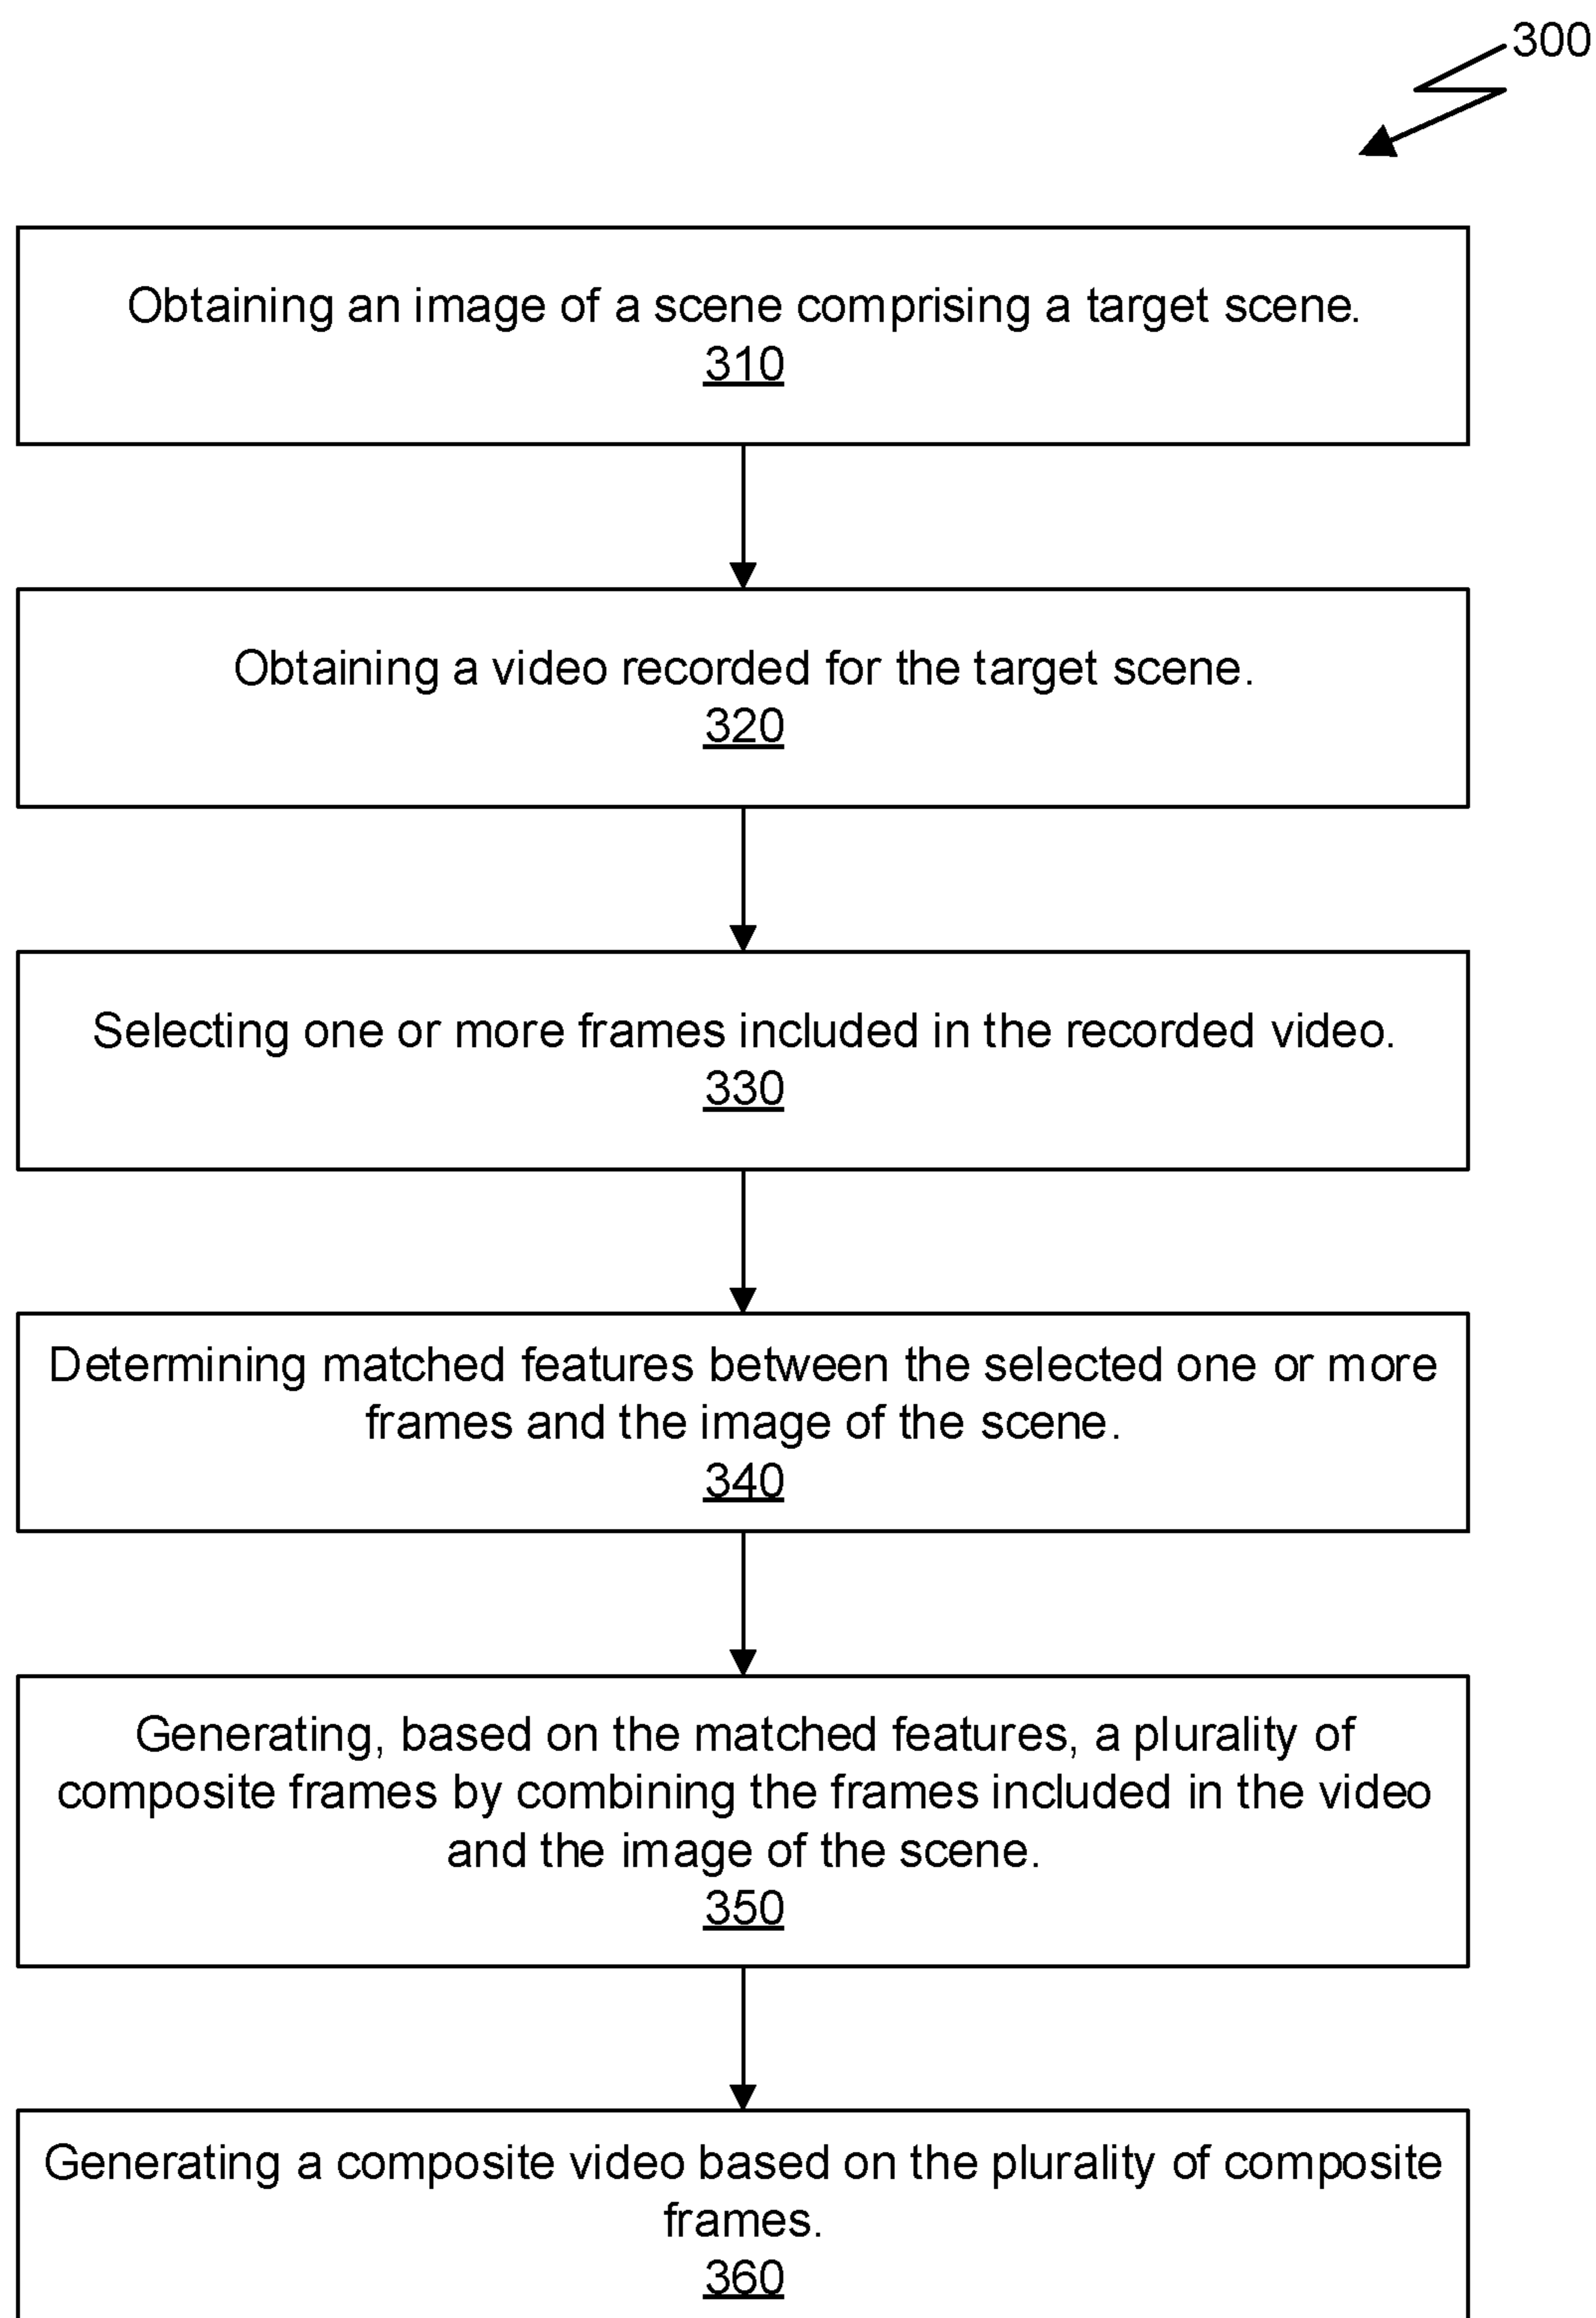 300
Obtaining an image of a scene comprising a target scene.
310
Obtaining a video recorded for the target scene.
320
Selecting one or more frames included in the recorded video.
330
Determining matched features between the selected one or more
frames and the image of the scene.
340
Generating, based on the matched features, a plurality of
composite frames by combining the frames included in the video
and the image of the scene.
350
Generating a composite video based on the plurality of composite
frames.
360